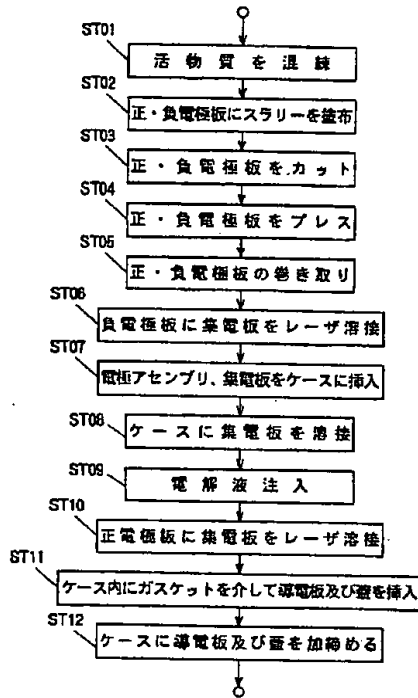 ST01
活物質を混練
ST02
正・負電極板にスラリーを塗布
ST03
正・負電極板をカット
ST04
正・負電極板をプレス
ST05
正・負電極板の巻き取り
ST06
負電極板に集電板をレーザ溶接
ST07
電極アセンブリ、集電板をケースに挿入
ST08
ケースに集電板を溶接
ST09
電解液注入
ST10
正電極板に集電板をレーザ溶接
ST11
ケース内にガスケットを介して導電板及び蓋を挿入
ST12
ケースに導電板及び蓋を加締める